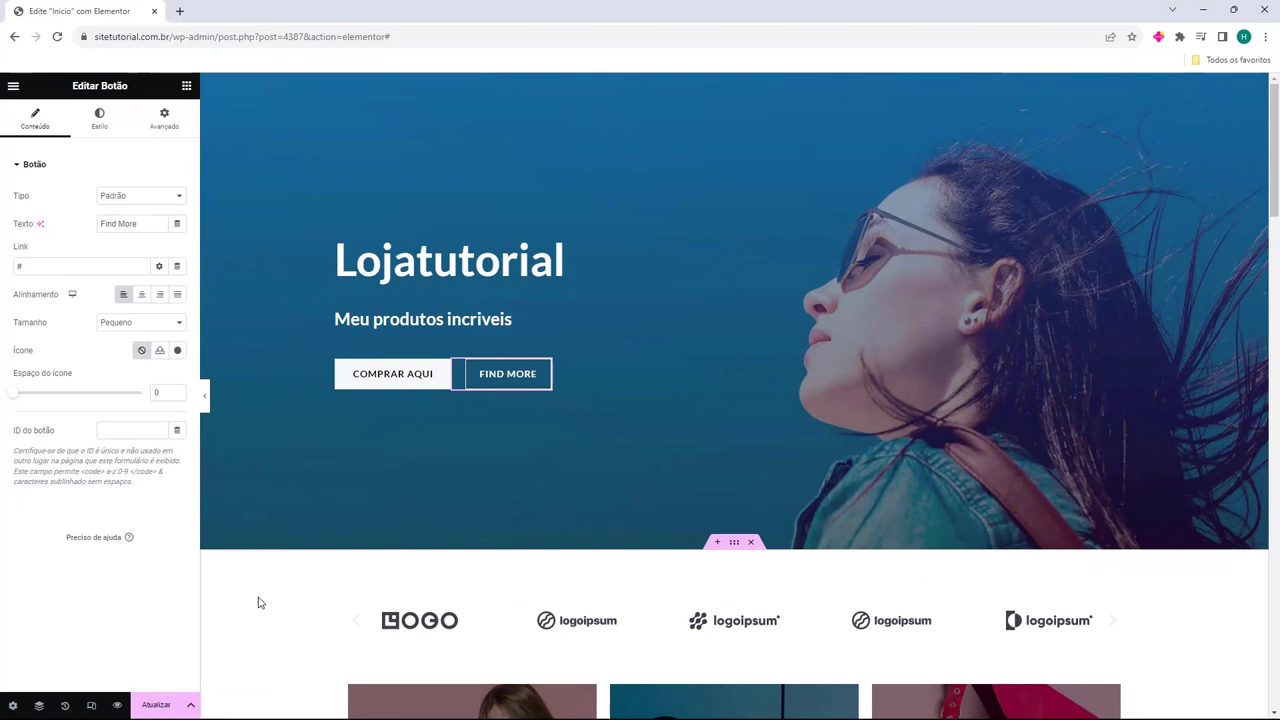 Edite "Inicio" com Elementor
sitetutorial.com.br/wp-admin/post.php?post=4387&action=elementor#
H
Todos os favoritos
Editar Botão
Conteúdo
Estilo
Avançado
Botão
Tipo
Padrão
Texto
Find More
Link
#
Alinhamento
Tamanho
Pequeno
Ícone
Espaço do ícone
0
ID do botão
Certifique-se de que o ID é único e não usado em
outro lugar na página que este formulário é exibido.
Este campo permite <code> a-z 0-9 </code> &
caracteres sublinhado sem espaços.
Preciso de ajuda
Atualizar
Lojatutorial
Meu produtos incriveis
COMPRAR AQUI
FIND MORE
LOGO
logoipsum
logoipsum
logoipsum
logoipsum